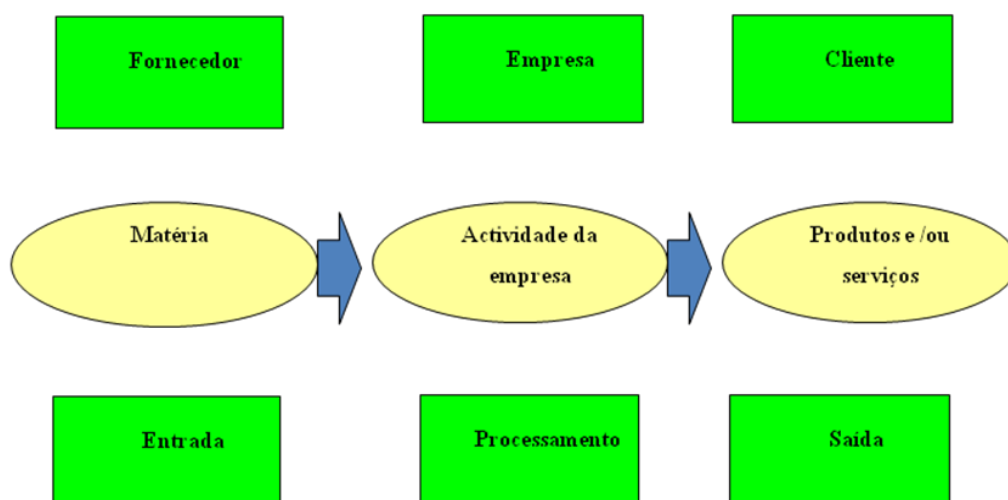 Fornecedor
Empresa
Cliente
Matéria
Actividade da
empresa
Produtos e /ou
serviços
Entrada
Processamento
Saída